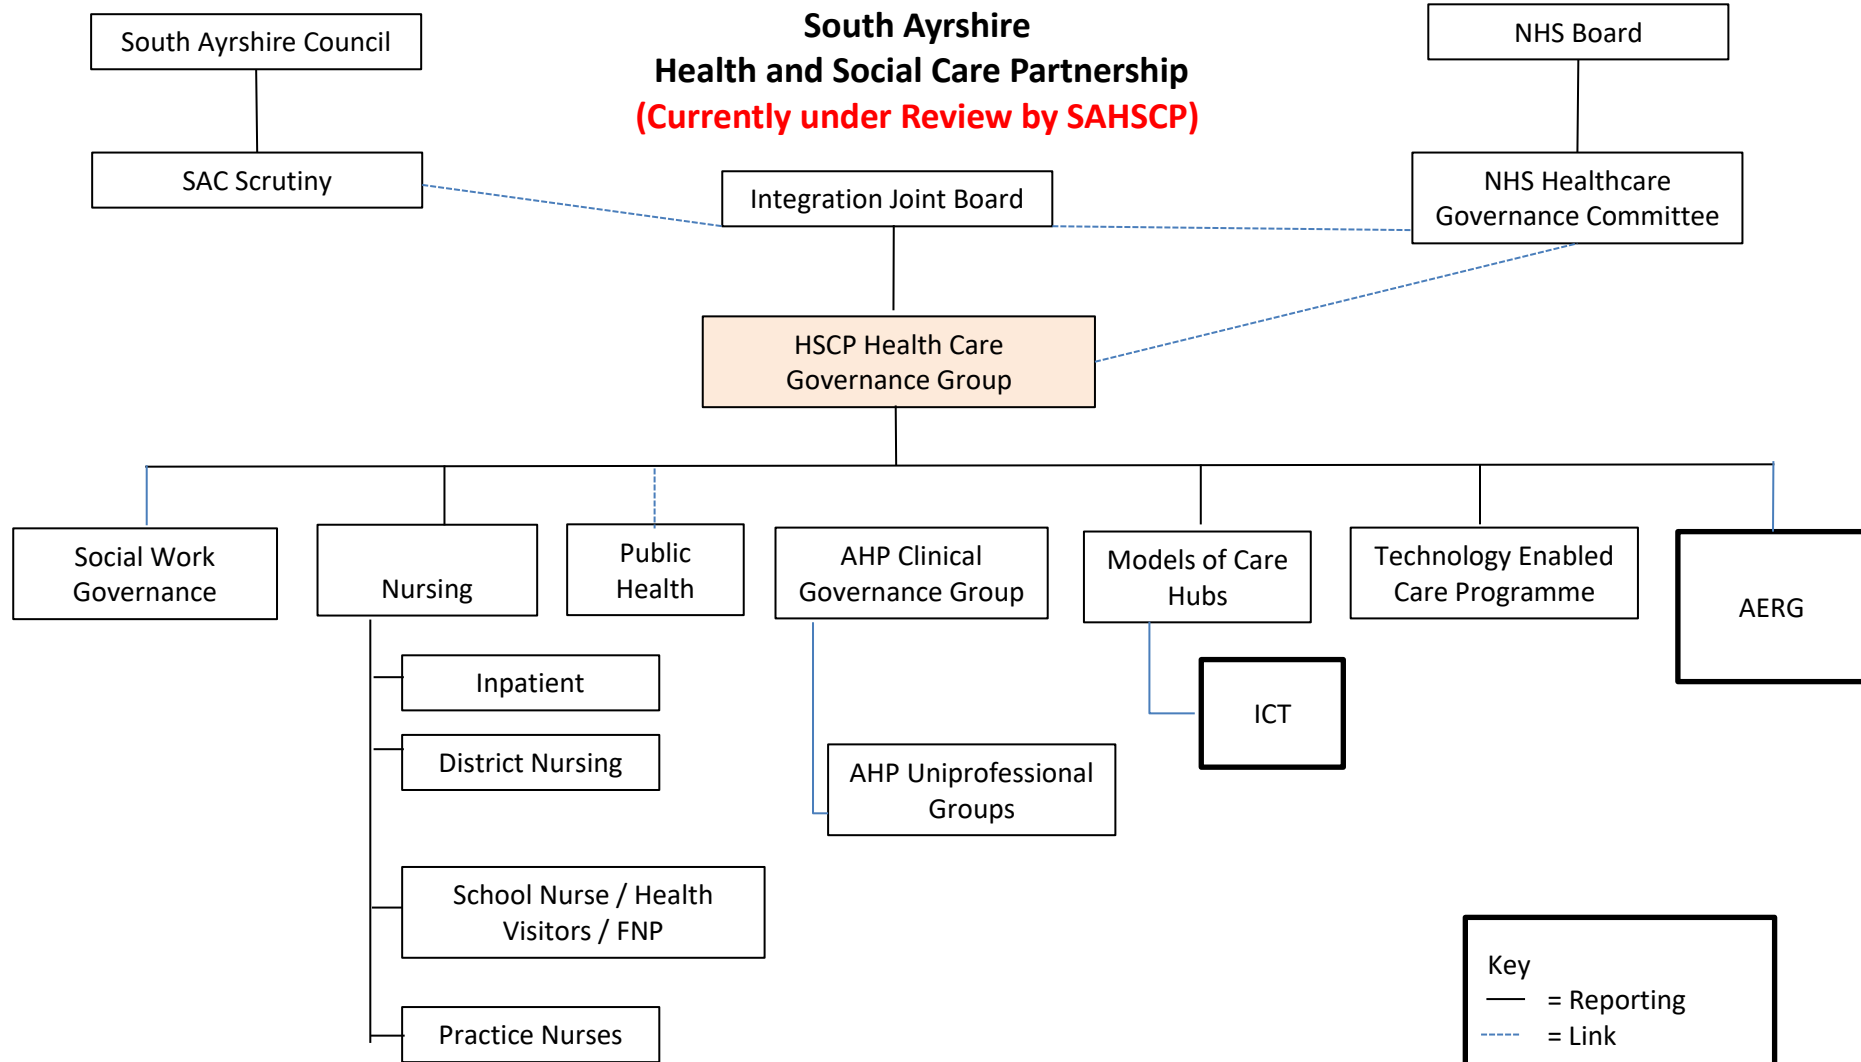 South Ayrshire
Health and Social Care Partnership
(Currently under Review by SAHSCP)
South Ayrshire Council
NHS Board
SAC Scrutiny
Integration Joint Board
NHS Healthcare
Governance Committee
HSCP Health Care
Governance Group
Social Work
Governance
Nursing
Public
Health
AHP Clinical
Governance Group
Models of Care
Hubs
Technology Enabled
Care Programme
AERG
Inpatient
District Nursing
School Nurse / Health
Visitors / FNP
Practice Nurses
AHP Uniprofessional
Groups
ICT
Key
= Reporting
= Link